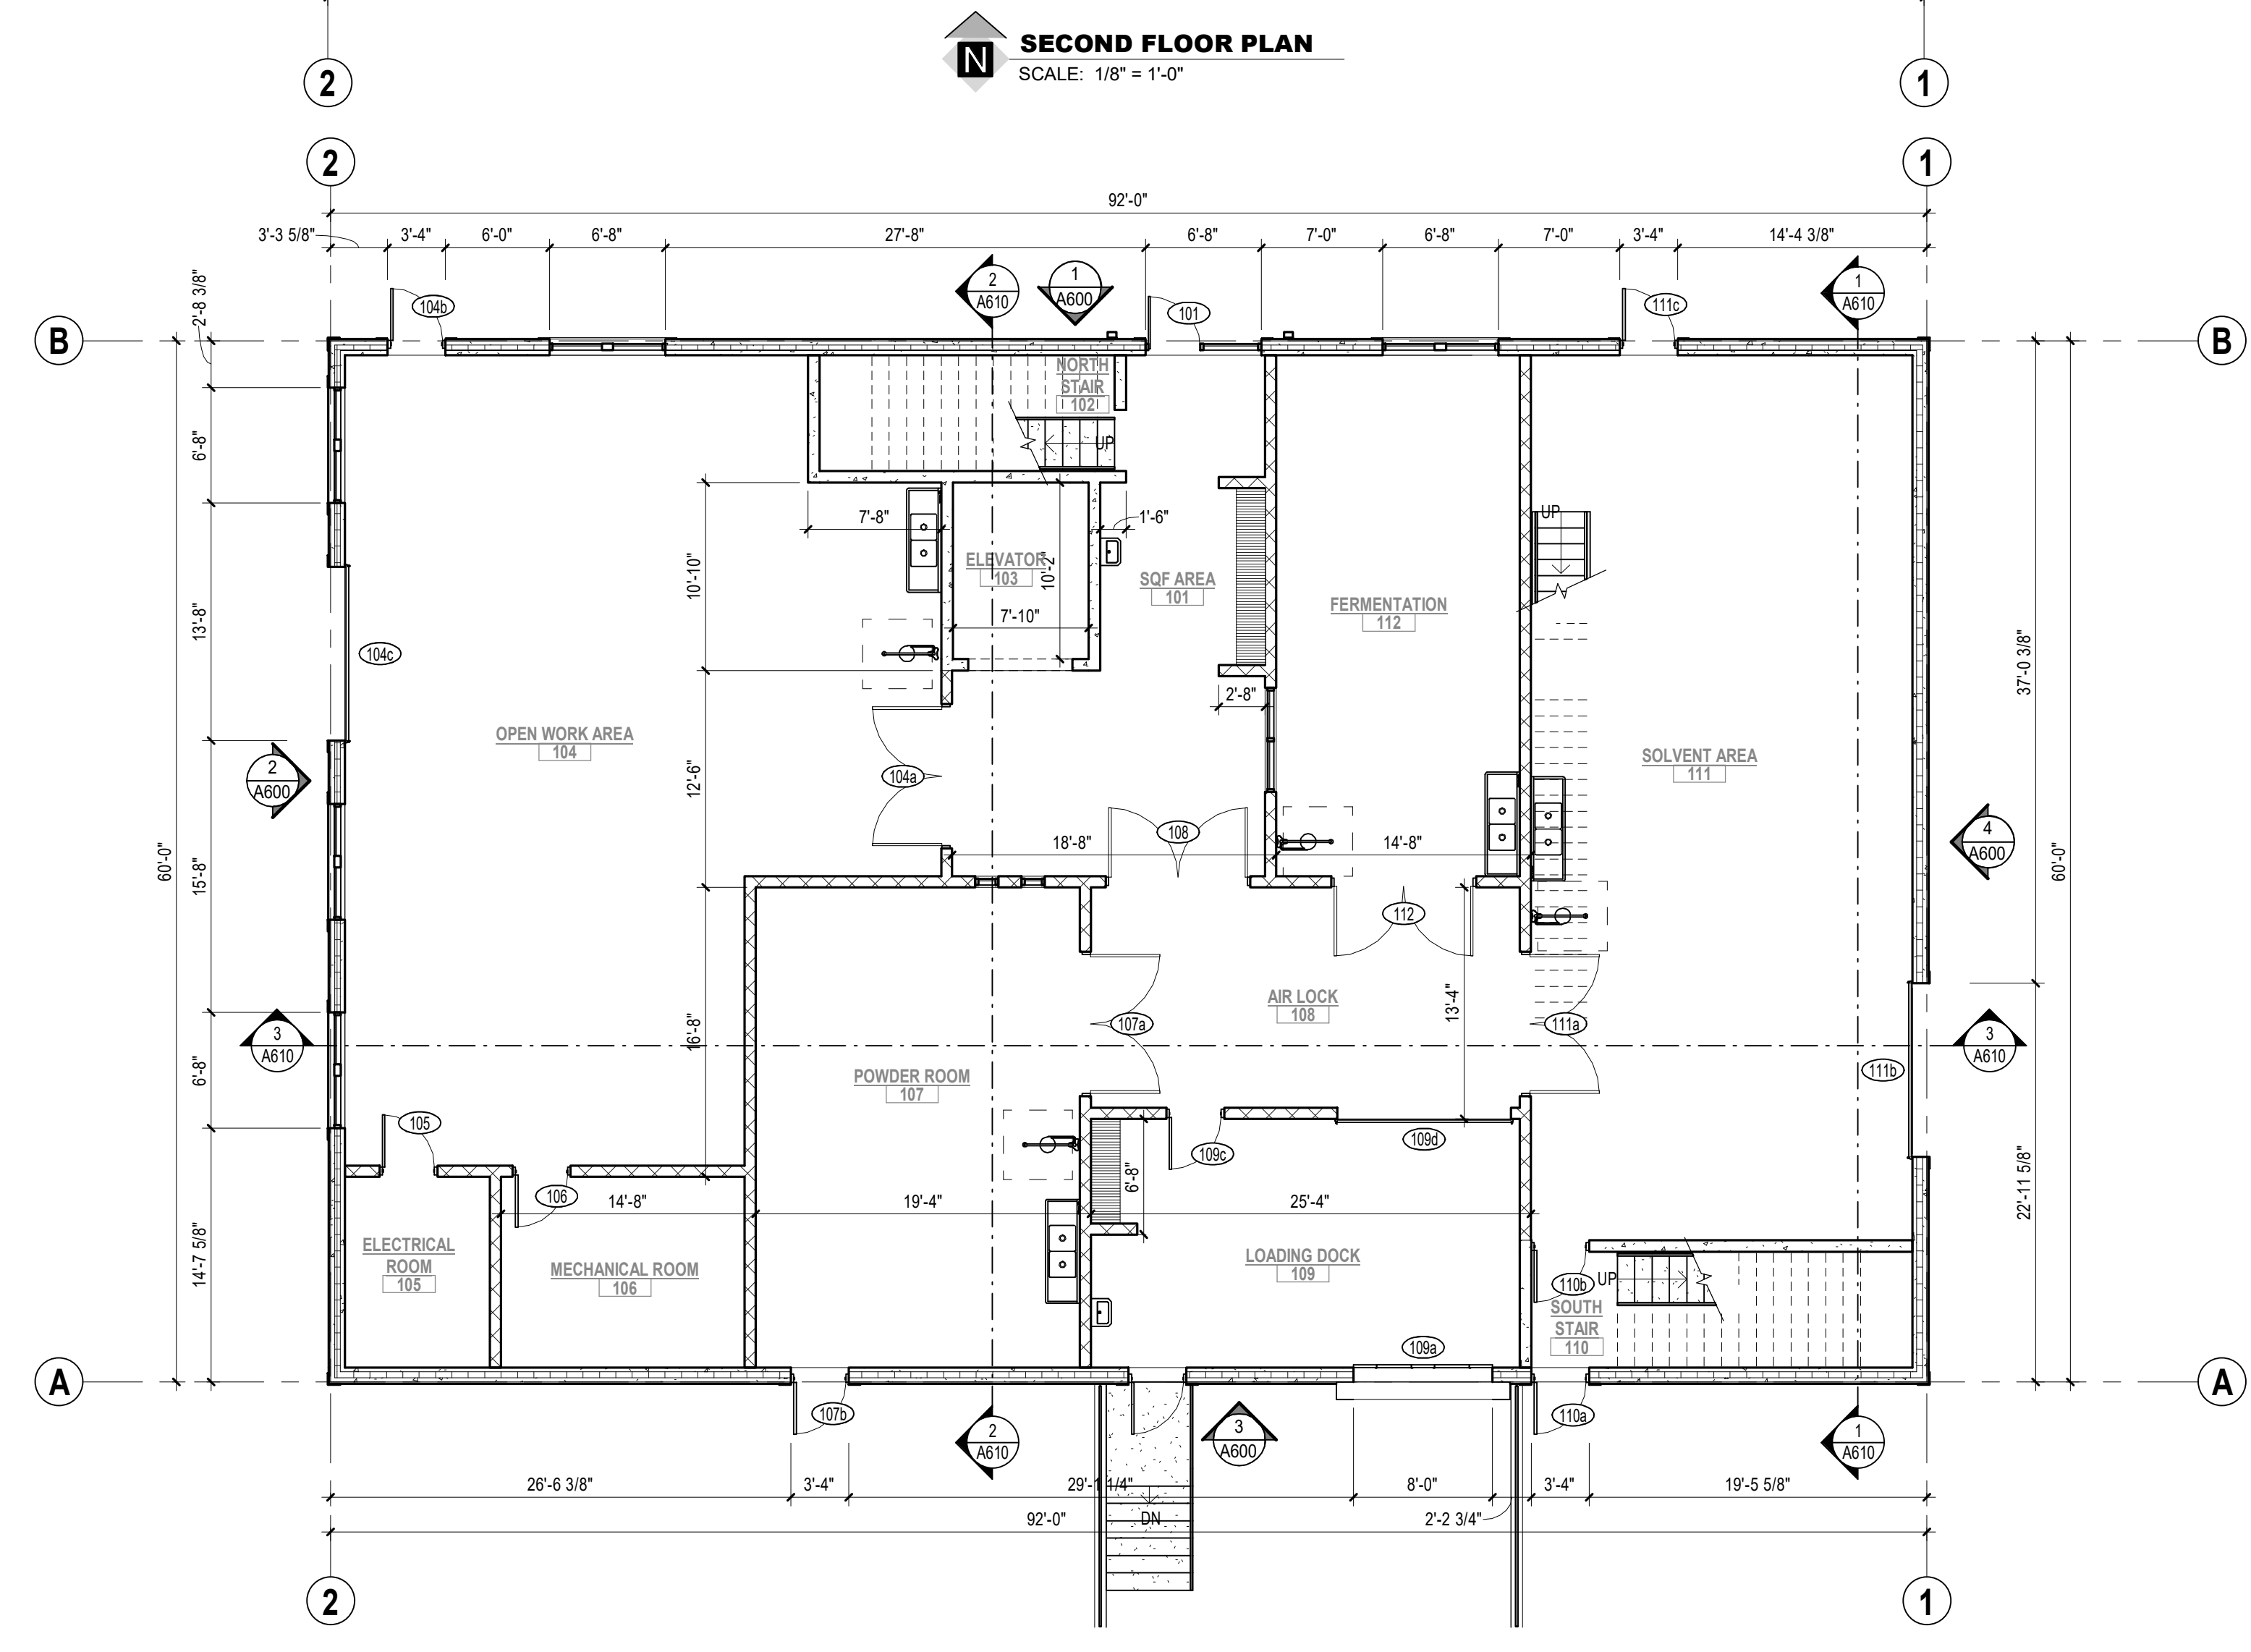 N
SECOND FLOOR PLAN
SCALE: 1/8" = 1'-0"
2
1
2
1
92'-0"
3'-3 5/8"
3'-4"
6'-0"
6'-8"
27'-8"
6'-8"
7'-0"
6'-8"
7'-0"
3'-4"
14'-4 3/8"
2'-8 3/8"
2
A610
1
A600
1
A610
104b
101
111c
B
B
NORTH
STAIR
102
UP
6'-8"
7'-8"
1'-6"
UP
10'-10"
ELEVATOR
103
10'-2"
SQF AREA
101
7'-10"
FERMENTATION
112
13'-8"
104c
37'-0 3/8"
2'-8"
OPEN WORK AREA
104
SOLVENT AREA
111
2
A600
12'-6"
104a
108
18'-8"
14'-8"
4
A600
60'-0"
15'-8"
60'-0"
112
AIR LOCK
108
13'-4"
107a
111a
3
A610
16'-8"
3
A610
6'-8"
POWDER ROOM
107
111b
105
109d
109c
106
6'-8"
14'-8"
19'-4"
25'-4"
22'-11 5/8"
14'-7 5/8"
ELECTRICAL
ROOM
105
MECHANICAL ROOM
106
LOADING DOCK
109
110b
UP
SOUTH
STAIR
110
109a
A
A
107b
2
A610
3
A600
110a
1
A610
26'-6 3/8"
3'-4"
29'-1 1/4"
8'-0"
3'-4"
19'-5 5/8"
92'-0"
DN
2'-2 3/4"
2
1